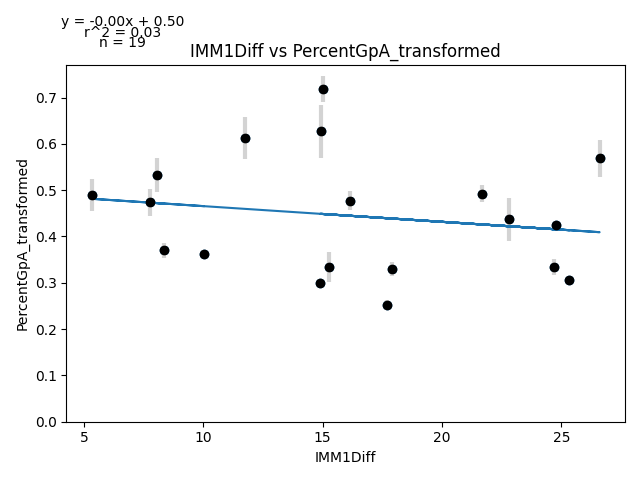 y = -0.00x + 0.50
r^2 = 0.03
n = 19
IMM1Diff vs PercentGpA_transformed
PercentGpA_transformed
0.7
0.6
0.5
0.4
0.3
0.2
0.1
0.0
5 10 15 20 25
IMM1Diff